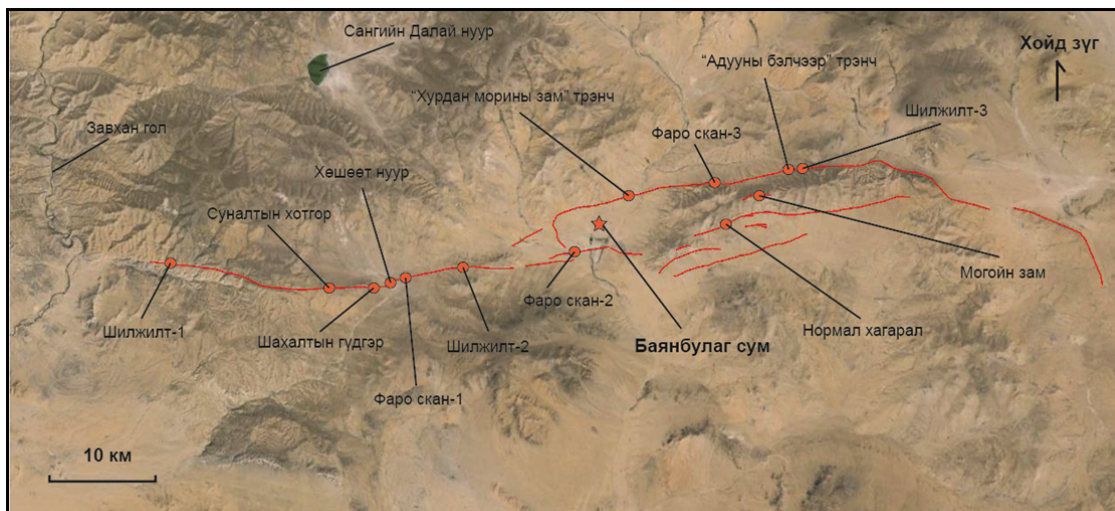 Сангийн Далай нуур
Хойд зүг
“Адууны бэлчээр” трэнч
“Хурдан морины зам” трэнч
Шилжилт-3
Завхан гол
Фаро скан-3
Хөшөөт нуур
Суналтын хотгор
Могойн зам
Фаро скан-2
Шилжилт-1
Шахалтын гүдгэр
Шилжилт-2
Баянбулаг сум
Нормал хагарал
Фаро скан-1
10 км